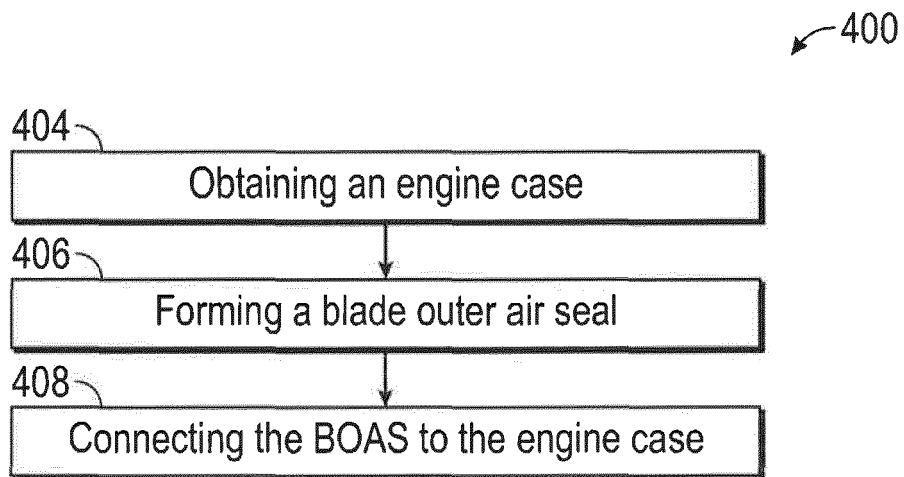 400
404
Obtaining an engine case
406
Forming a blade outer air seal
408
Connecting the BOAS to the engine case